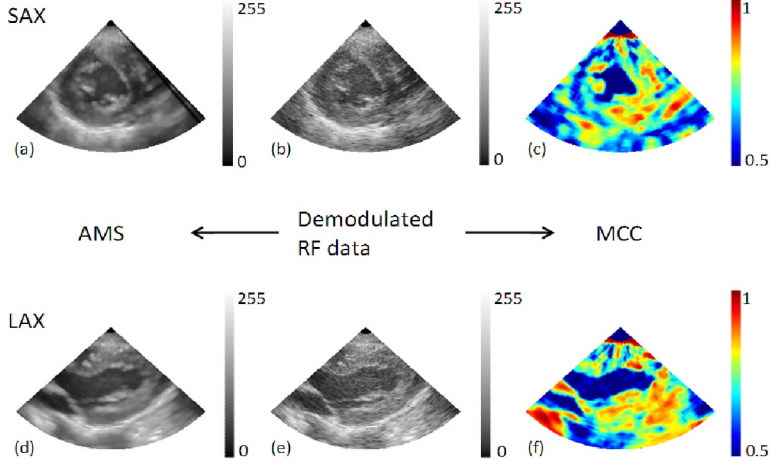 SAX
255
255
1
0
0
0.5
(a)
(b)
(c)
AMS
Demodulated
RF data
MCC
LAX
255
255
1
0
0
0.5
(d)
(e)
(f)